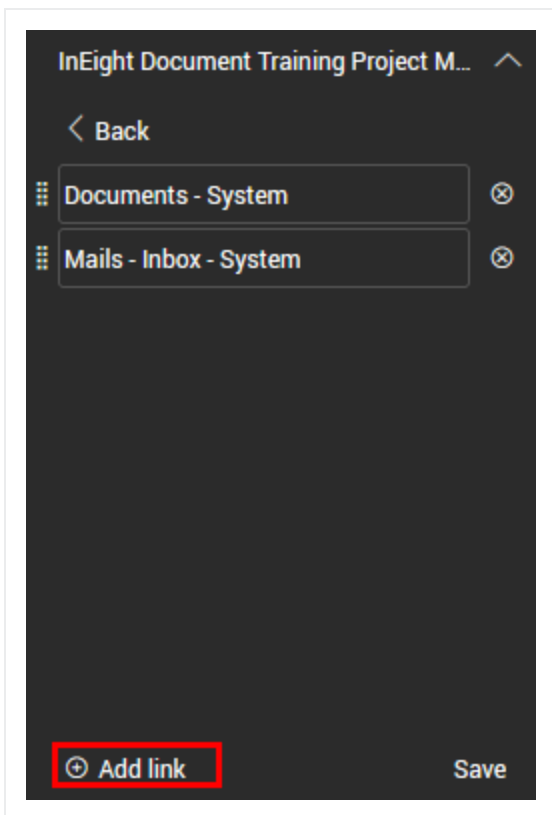 InEight Document Training Project M...
Back
Documents - System
Mails - Inbox - System
Add link
Save